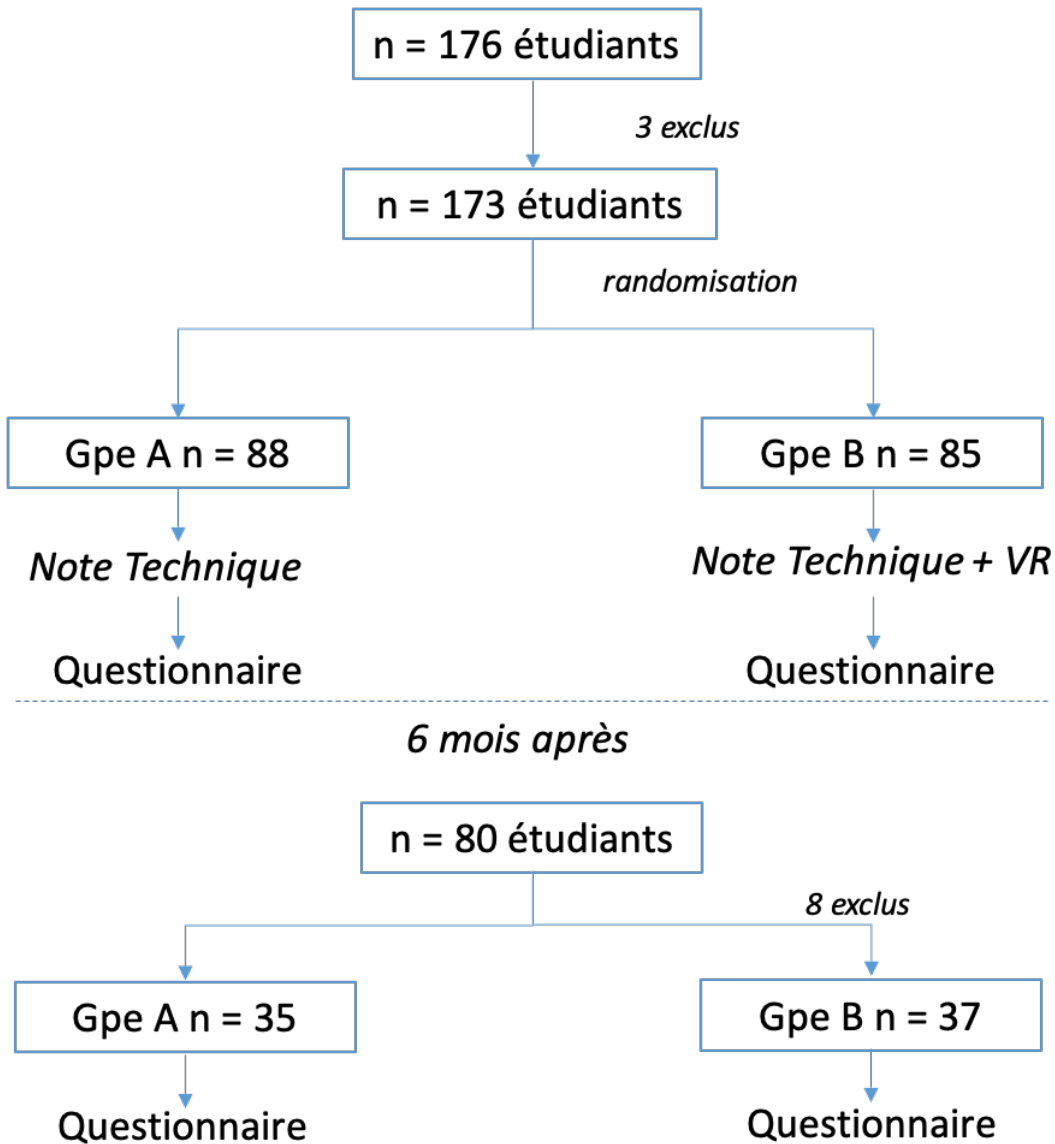 n = 176 étudiants
3 exclus
n = 173 étudiants
randomisation
Gpe A n = 88
Gpe B n = 85
Note Technique
Note Technique + VR
Questionnaire
Questionnaire
6 mois après
n = 80 étudiants
8 exclus
Gpe A n = 35
Gpe B n = 37
Questionnaire
Questionnaire